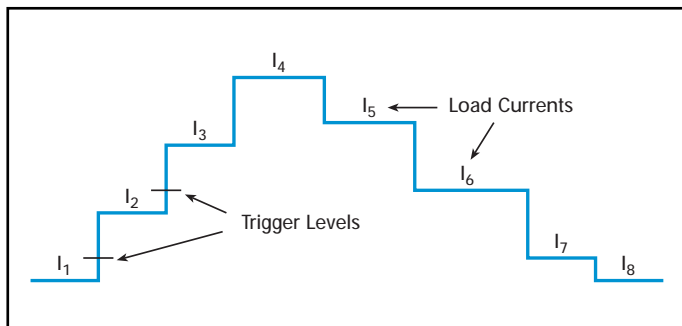 I4
I5
Load Currents
I3
I6
I2
Trigger Levels
I7
I1
I8